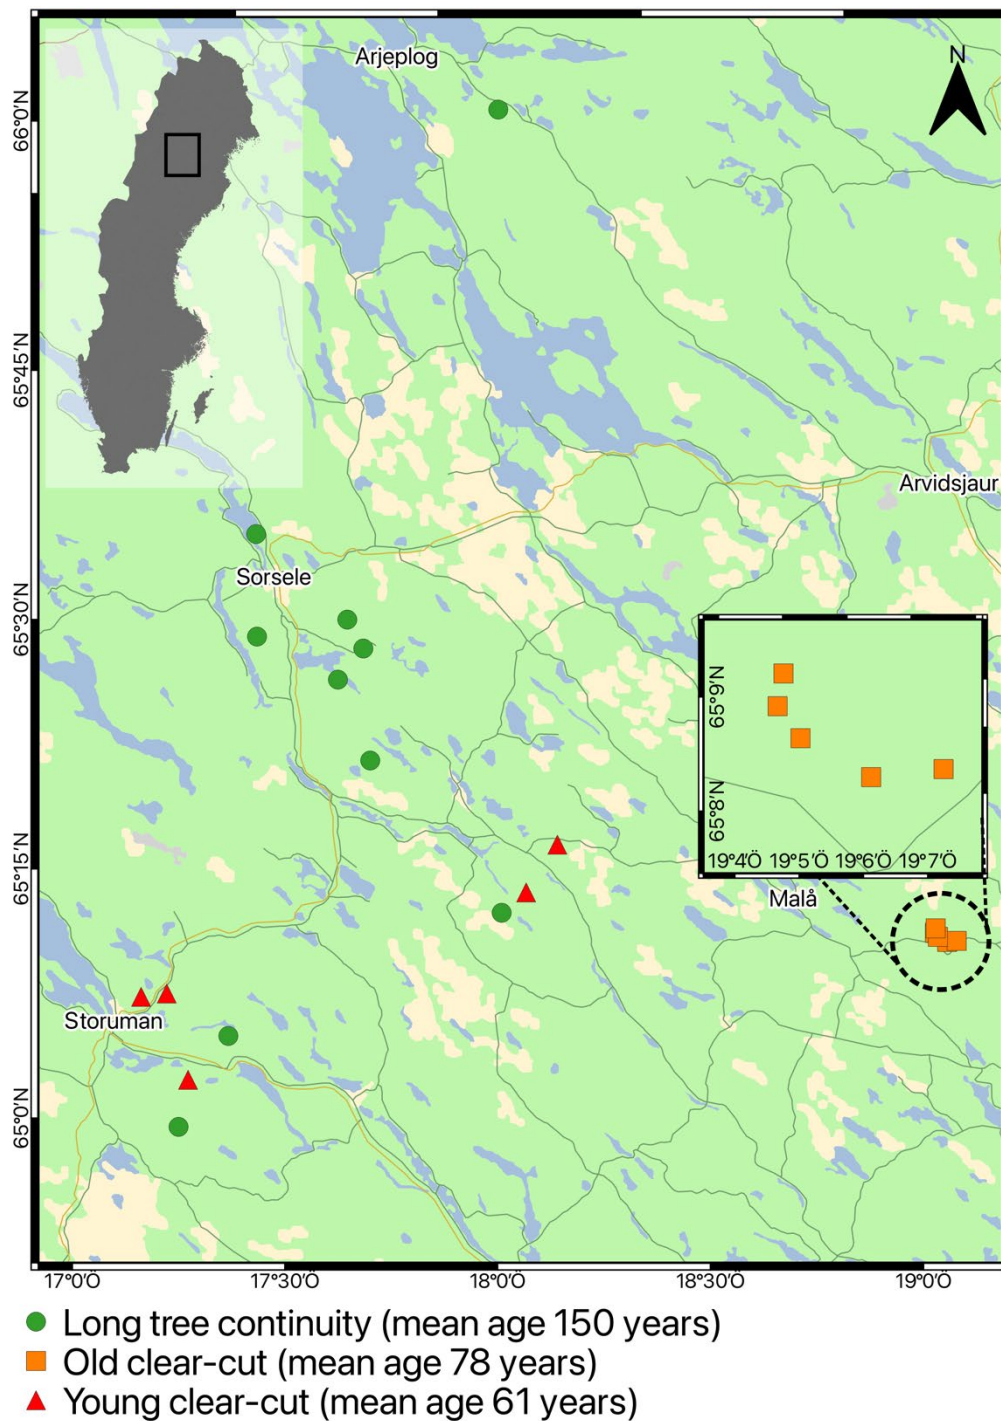 Arjeplog
N
66°0′N
65°45′N
Arvidsjaur
Sorsele
65°30′N
65°9′N
65°8′N
19°4′Ö 19°5′Ö 19°6′Ö 19°7′Ö
65°15′N
Malå
Storuman
65°0′N
17°0′Ö 17°30′Ö 18°0′Ö 18°30′Ö 19°0′Ö
Long tree continuity (mean age 150 years)
Old clear-cut (mean age 78 years)
Young clear-cut (mean age 61 years)